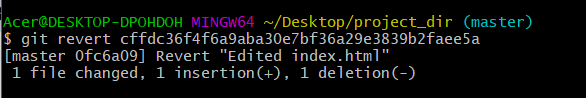 Acer@DESKTOP-DPOHDOH MINGW64 ~/Desktop/project_dir (master)
$ git revert cffdc36f4f6a9aba30e7bf36a29e3839b2faee5a
[master 0fc6a09] Revert "Edited index.html"
1 file changed, 1 insertion(+), 1 deletion(-)